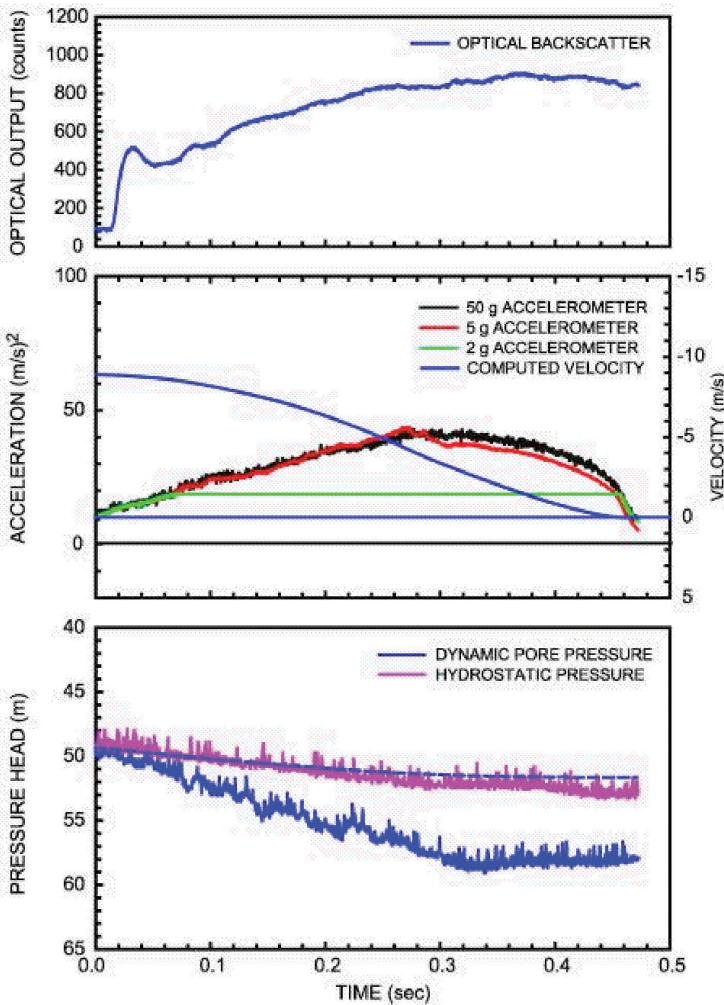 1200
1000
800
600
400
200
0
OPTICAL OUTPUT (counts)
OPTICAL BACKSCATTER
100
50
0
ACCELERATION (m/s)²
50 g ACCELEROMETER
5 g ACCELEROMETER
2 g ACCELEROMETER
COMPUTED VELOCITY
-15
-10
-5
0
5
VELOCITY (m/s)
40
45
50
55
60
65
PRESSURE HEAD (m)
DYNAMIC PORE PRESSURE
HYDROSTATIC PRESSURE
0.0 0.1 0.2 0.3 0.4 0.5
TIME (sec)